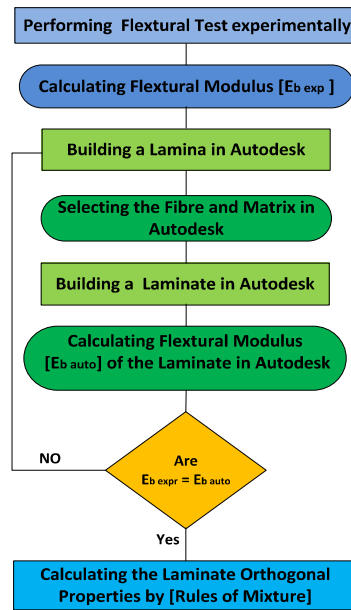 Performing Flextural Test experimentally
Calculating Flextural Modulus [Eb exp ]
Building a Lamina in Autodesk
Selecting the Fibre and Matrix in
Autodesk
Building a Laminate in Autodesk
Calculating Flextural Modulus
[Eb auto] of the Laminate in Autodesk
NO
Are
Eb expr = Eb auto
Yes
Calculating the Laminate Orthogonal
Properties by [Rules of Mixture]